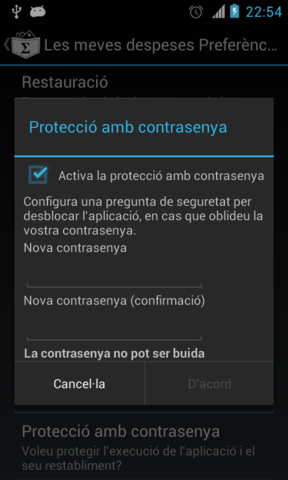 22:54
Les meves despeses Preferènc...
Restauració
Protecció amb contrasenya
Activa la protecció amb contrasenya
Configura una pregunta de seguretat per
desblocar l'aplicació, en cas que oblideu la
vostra contrasenya.
Nova contrasenya
Nova contrasenya (confirmació)
La contrasenya no pot ser buida
Cancel·la
D'acord
Protecció amb contrasenya
Voleu protegir l'execució de l'aplicació i el
seu restabliment?